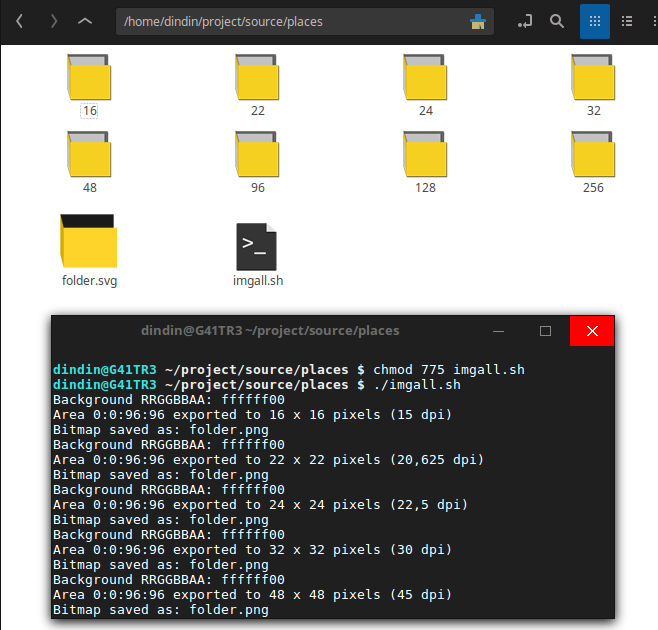 /home/dindin/project/source/places
16 22 24 32
48 96 128 256
>_
folder.svg imgall.sh
dindin@G41TR3 ~/project/source/places
dindin@G41TR3 ~/project/source/places $ chmod 775 imgall.sh
dindin@G41TR3 ~/project/source/places $ ./imgall.sh
Background RRGGBBAA: ffffff00
Area 0:0:96:96 exported to 16 x 16 pixels (15 dpi)
Bitmap saved as: folder.png
Background RRGGBBAA: ffffff00
Area 0:0:96:96 exported to 22 x 22 pixels (20,625 dpi)
Bitmap saved as: folder.png
Background RRGGBBAA: ffffff00
Area 0:0:96:96 exported to 24 x 24 pixels (22,5 dpi)
Bitmap saved as: folder.png
Background RRGGBBAA: ffffff00
Area 0:0:96:96 exported to 32 x 32 pixels (30 dpi)
Bitmap saved as: folder.png
Background RRGGBBAA: ffffff00
Area 0:0:96:96 exported to 48 x 48 pixels (45 dpi)
Bitmap saved as: folder.png